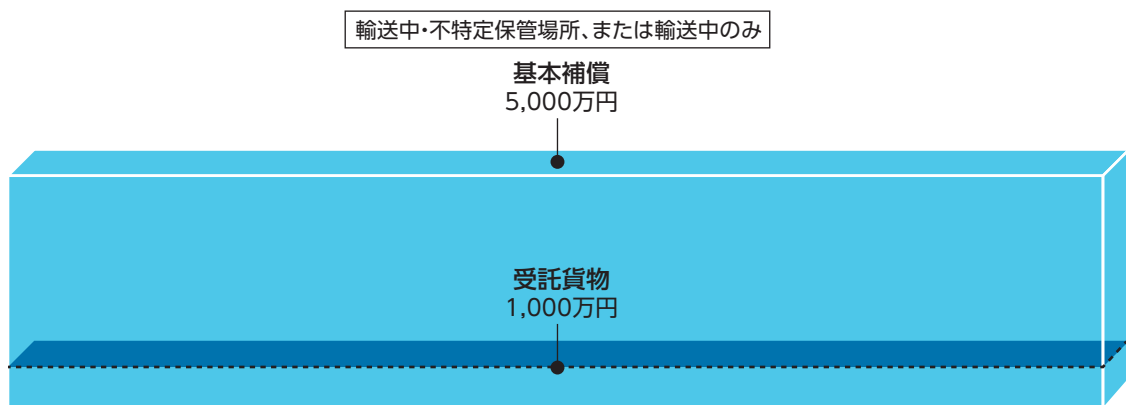 輸送中・不特定保管場所、または輸送中のみ
基本補償
5,000万円
受託貨物
1,000万円